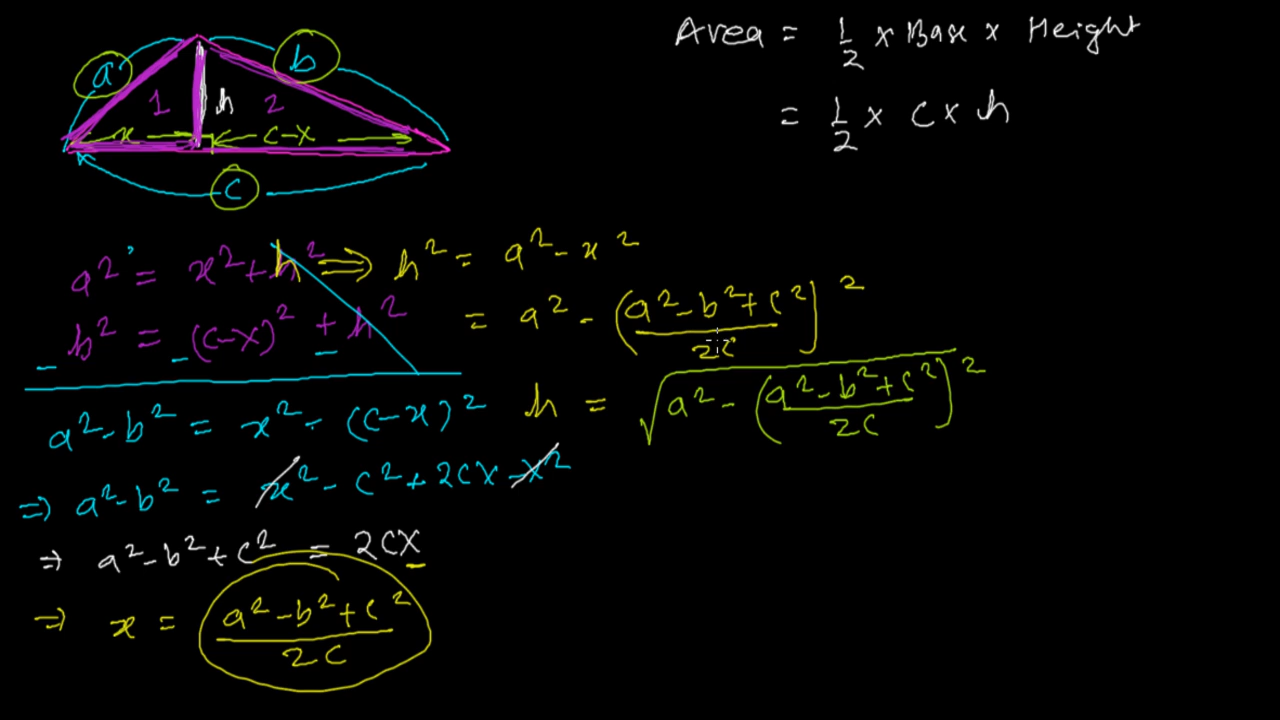 a b
1 h 2
x c-x
c
Area = 1/2 x Base x Height
= 1/2 x c x h
a² = x² + h² ⇒ h² = a² - x²
b² = (c-x)² + h²
= a² - ((a² - b² + c²)/2c)²
h = √(a² - ((a² - b² + c²)/2c)²)
a² - b² = x² - (c-x)²
⇒ a² - b² = x² - c² + 2cx - x²
⇒ a² - b² + c² = 2cx
⇒ x = (a² - b² + c²)/2c